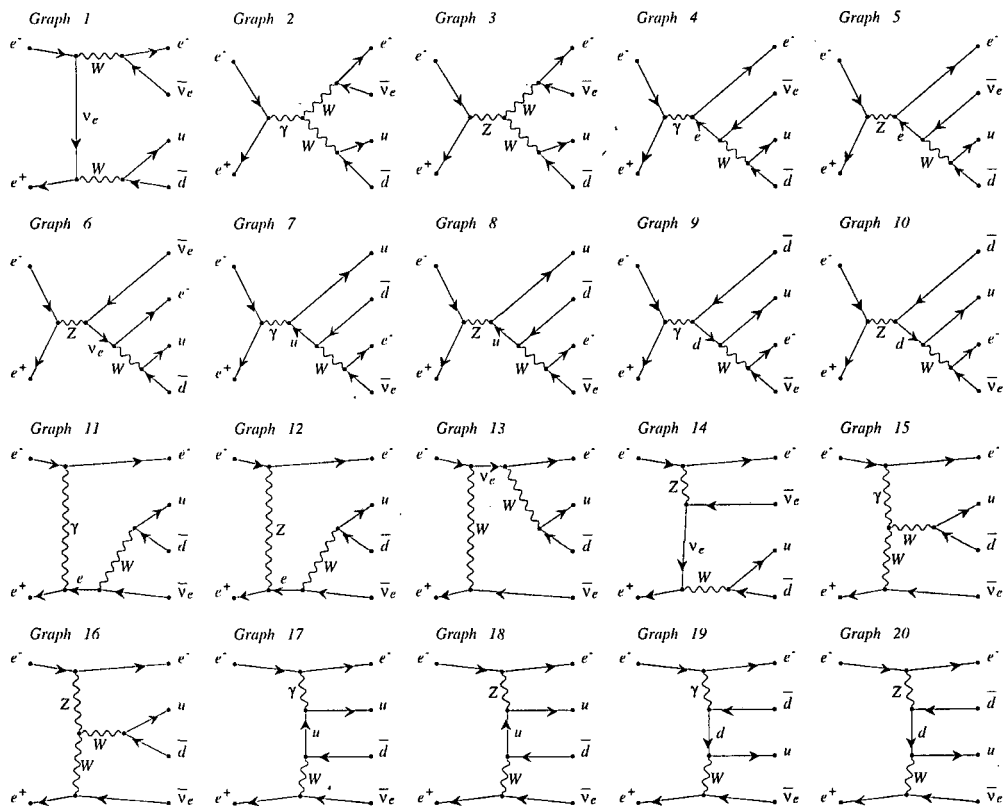 Graph 1 Graph 2 Graph 3 Graph 4 Graph 5
e⁻ W e⁻ ν̅e νe W u d̅ e⁺
e⁻ γ W W e⁻ ν̅e u d̅ e⁺
e⁻ Z W W e⁻ ν̅e u d̅ e⁺
e⁻ γ e W e⁻ ν̅e u d̅ e⁺
e⁻ Z e W e⁻ ν̅e u d̅ e⁺
Graph 6 Graph 7 Graph 8 Graph 9 Graph 10
e⁻ Z νe W ν̅e e⁻ u d̅ e⁺
e⁻ γ u W u d̅ e⁻ ν̅e e⁺
e⁻ Z u W u d̅ e⁻ ν̅e e⁺
e⁻ γ d W d̅ u e⁻ ν̅e e⁺
e⁻ Z d W d̅ u e⁻ ν̅e e⁺
Graph 11 Graph 12 Graph 13 Graph 14 Graph 15
e⁻ e⁻ γ u d̅ W e e⁺ ν̅e
e⁻ e⁻ Z u d̅ W e e⁺ ν̅e
e⁻ νe e⁻ W W u d̅ e⁺ ν̅e
e⁻ e⁻ Z ν̅e νe u W e⁺ d̅
e⁻ e⁻ γ u W d̅ W e⁺ ν̅e
Graph 16 Graph 17 Graph 18 Graph 19 Graph 20
e⁻ e⁻ Z u W d̅ W e⁺ ν̅e
e⁻ e⁻ γ u u d̅ W e⁺ ν̅e
e⁻ e⁻ Z u u d̅ W e⁺ ν̅e
e⁻ e⁻ γ d̅ d u W e⁺ ν̅e
e⁻ e⁻ Z d̅ d u W e⁺ ν̅e